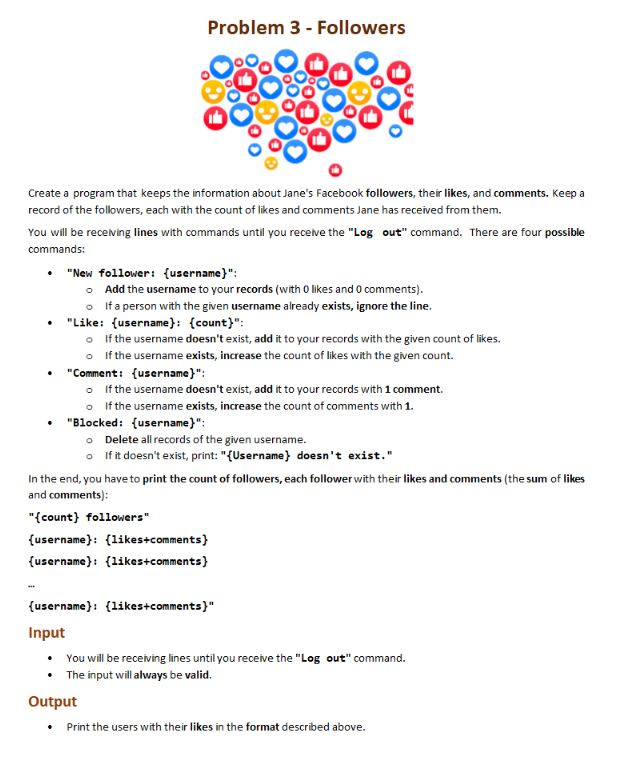 Problem 3 - Followers
Create a program that keeps the information about Jane's Facebook followers, their likes, and comments. Keep a
record of the followers, each with the count of likes and comments Jane has received from them.
You will be receiving lines with commands until you receive the "Log out" command. There are four possible
commands:
• "New follower: {username}":
o Add the username to your records (with 0 likes and 0 comments).
o If a person with the given username already exists, ignore the line.
• "Like: {username}: {count}":
o If the username doesn't exist, add it to your records with the given count of likes.
o If the username exists, increase the count of likes with the given count.
• "Comment: {username}":
o If the username doesn't exist, add it to your records with 1 comment.
o If the username exists, increase the count of comments with 1.
• "Blocked: {username}":
o Delete all records of the given username.
o If it doesn't exist, print: "{Username} doesn't exist."
In the end, you have to print the count of followers, each follower with their likes and comments (the sum of likes
and comments):
"{count} followers"
{username}: {likes+comments}
{username}: {likes+comments}
…
{username}: {likes+comments}"
Input
• You will be receiving lines until you receive the "Log out" command.
• The input will always be valid.
Output
• Print the users with their likes in the format described above.